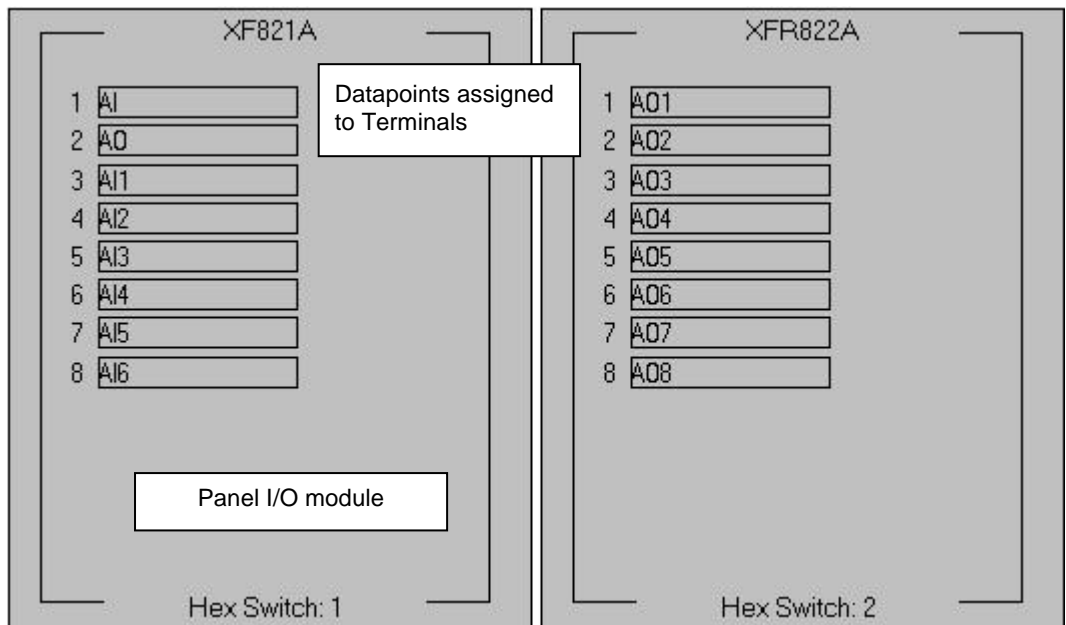 XF821A
Datapoints assigned
to Terminals
1 AI
2 AO
3 AI1
4 AI2
5 AI3
6 AI4
7 AI5
8 AI6
Panel I/O module
Hex Switch: 1
XFR822A
1 AO1
2 AO2
3 AO3
4 AO4
5 AO5
6 AO6
7 AO7
8 AO8
Hex Switch: 2